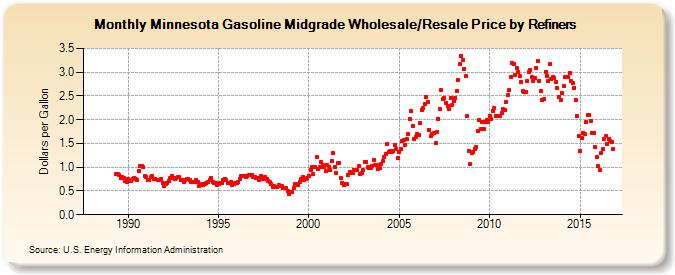 Monthly Minnesota Gasoline Midgrade Wholesale/Resale Price by Refiners
Dollars per Gallon
3.5
3.0
2.5
2.0
1.5
1.0
0.5
0.0
1990 1995 2000 2005 2010 2015
Source: U.S. Energy Information Administration